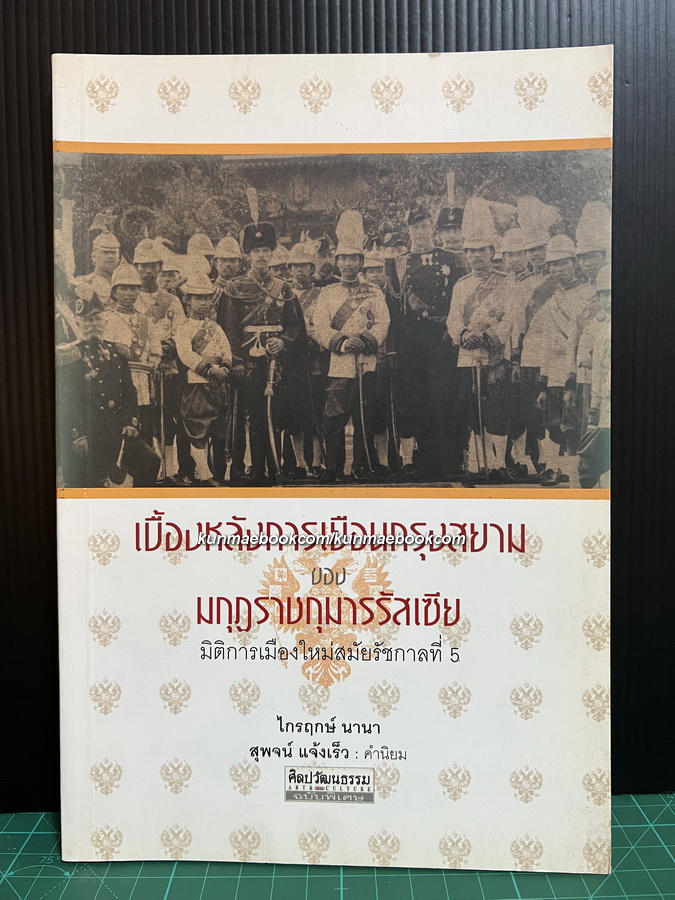 เบื้องหลังการเยือนกรุงสยาม
kunmaebookcom/kunmaebookcom
ของ
มกุฎราชกุมารรัสเซีย
มิติการเมืองใหม่สมัยรัชกาลที่ 5
ไกรฤกษ์ นานา
สุพจน์ แจ้งเร็ว : คำนิยม
ศิลปวัฒนธรรม
ART & CULTURE
ฉบับพิเศษ